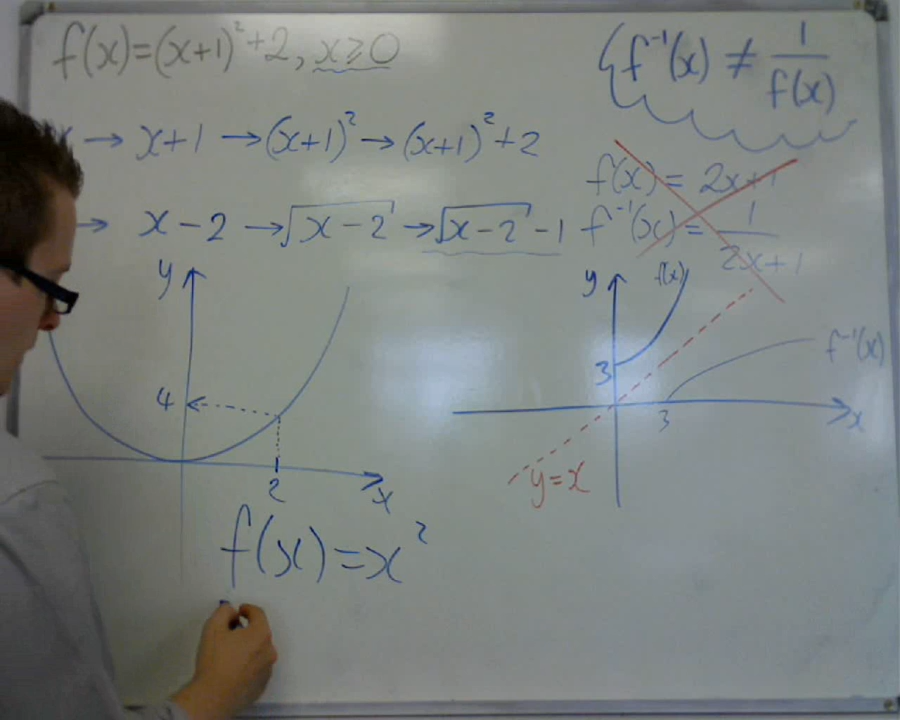 f(x)=(x+1)²+2, x≥0
{f⁻¹(x) ≠ 1/f(x)
→ x+1 → (x+1)² → (x+1)²+2
f(x) = 2x+1
→ x-2 → √x-2 → √x-2 -1
f⁻¹(x) = 1/2x+1
y
4
2
x
f(x)=x²
y
f(x)
3
f⁻¹(x)
3
x
y=x